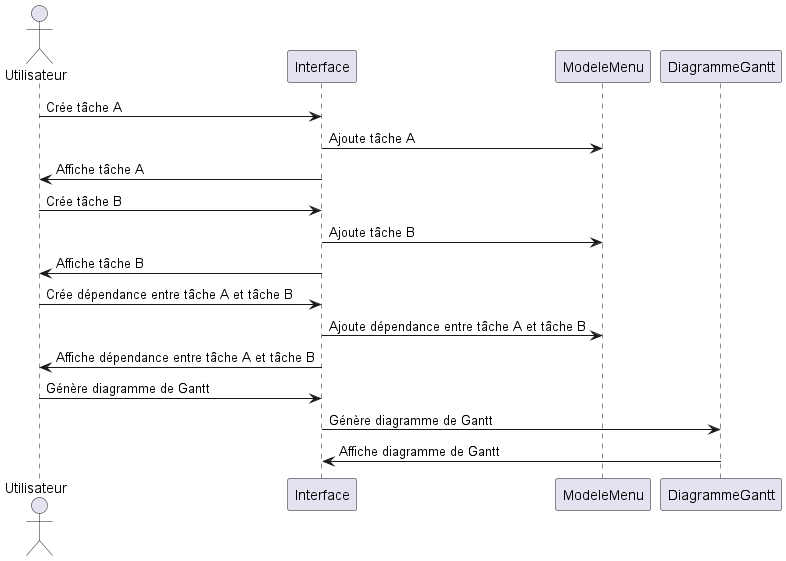 Utilisateur
Interface
ModeleMenu
DiagrammeGantt
Crée tâche A
Ajoute tâche A
Affiche tâche A
Crée tâche B
Ajoute tâche B
Affiche tâche B
Crée dépendance entre tâche A et tâche B
Ajoute dépendance entre tâche A et tâche B
Affiche dépendance entre tâche A et tâche B
Génère diagramme de Gantt
Génère diagramme de Gantt
Affiche diagramme de Gantt
Utilisateur
Interface
ModeleMenu
DiagrammeGantt